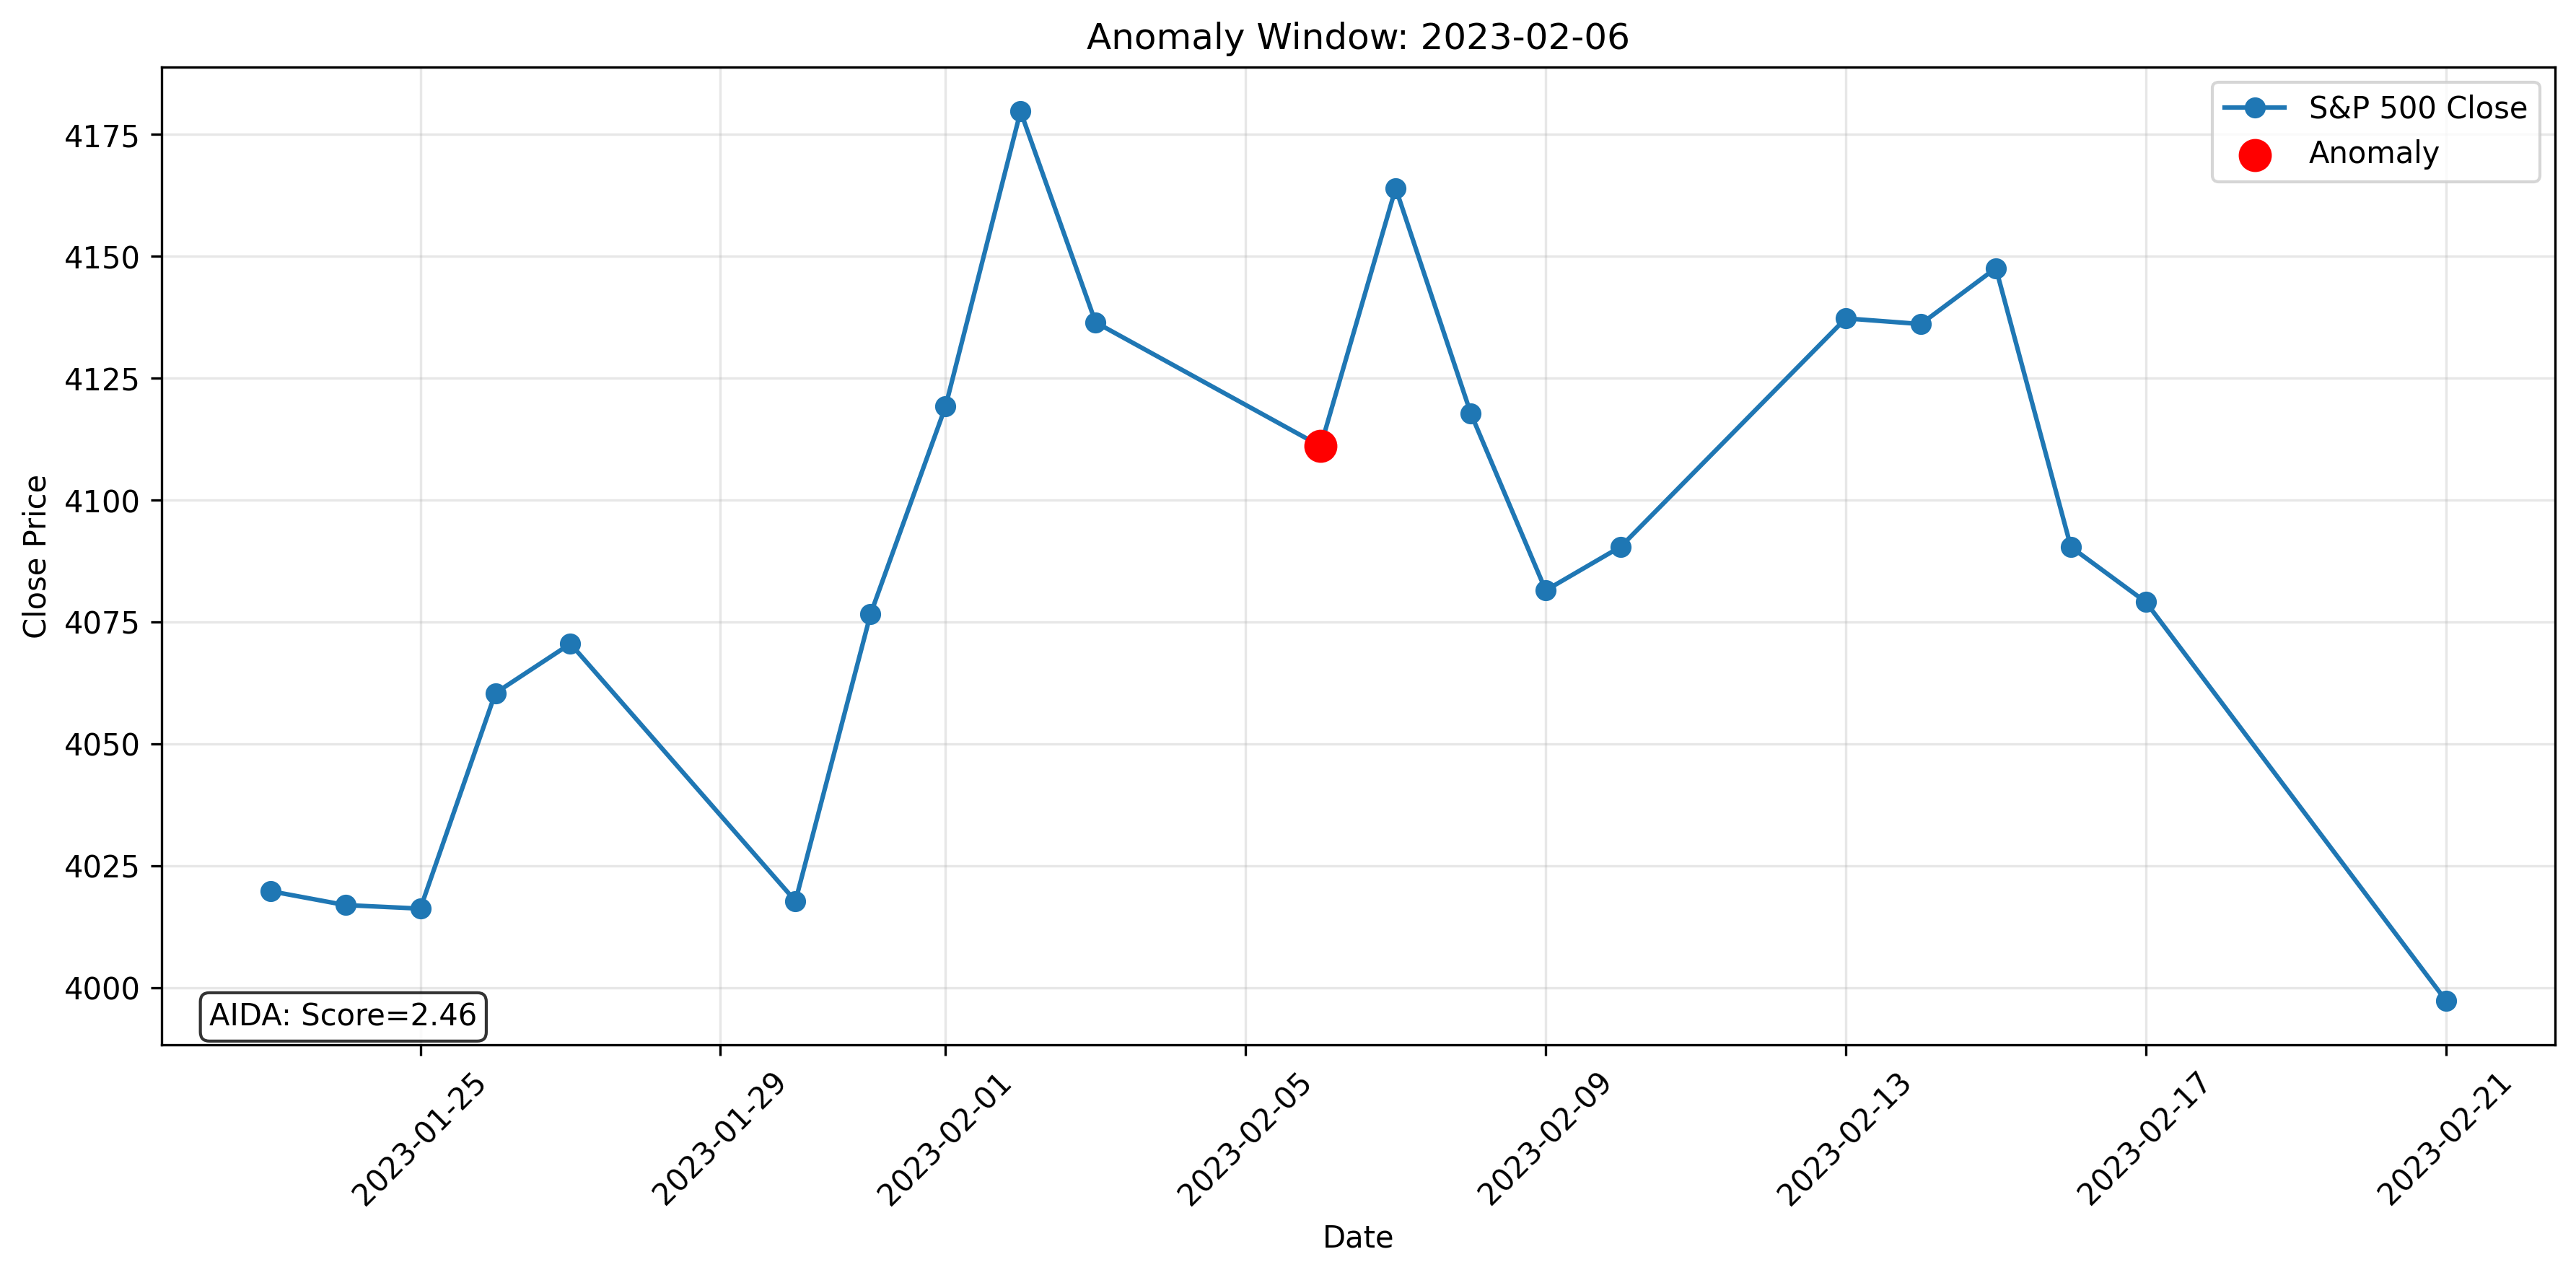 Anomaly Window: 2023-02-06
S&P 500 Close
Anomaly
4175
4150
4125
4100
4075
4050
4025
4000
Close Price
AIDA: Score=2.46
2023-01-25
2023-01-29
2023-02-01
2023-02-05
2023-02-09
2023-02-13
2023-02-17
2023-02-21
Date